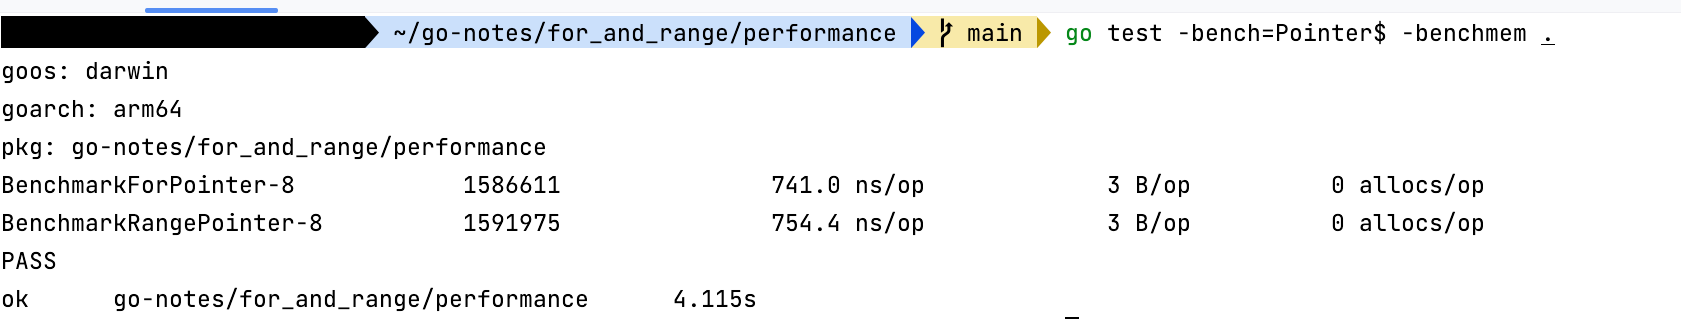 ~/go-notes/for_and_range/performance main go test -bench=Pointer$ -benchmem .
goos: darwin
goarch: arm64
pkg: go-notes/for_and_range/performance
BenchmarkForPointer-8 1586611 741.0 ns/op 3 B/op 0 allocs/op
BenchmarkRangePointer-8 1591975 754.4 ns/op 3 B/op 0 allocs/op
PASS
ok go-notes/for_and_range/performance 4.115s